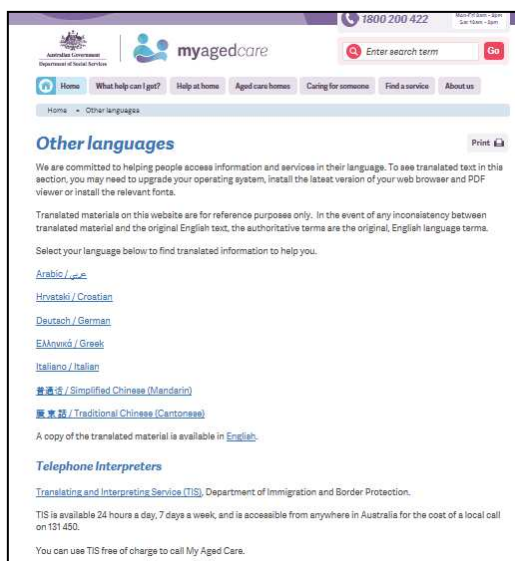 1800 200 422
Mon-Fri 8am - 8pm
Sat 10am - 2pm
Australian Government
Department of Social Services
myagedcare
Enter search term
Go
Home
What help can I get?
Help at home
Aged care homes
Caring for someone
Find a service
About us
Home
Other languages
Other languages
Print
We are committed to helping people access information and services in their language. To see translated text in this
section, you may need to upgrade your operating system, install the latest version of your web browser and PDF
viewer or install the relevant fonts.
Translated materials on this website are for reference purposes only. In the event of any inconsistency between
translated material and the original English text, the authoritative terms are the original, English language terms.
Select your language below to find translated information to help you.
Arabic / عربي
Hrvatski / Croatian
Deutsch / German
Ελληνικά / Greek
Italiano / Italian
普通话 / Simplified Chinese (Mandarin)
廣東話 / Traditional Chinese (Cantonese)
A copy of the translated material is available in English.
Telephone Interpreters
Translating and Interpreting Service (TIS), Department of Immigration and Border Protection.
TIS is available 24 hours a day, 7 days a week, and is accessible from anywhere in Australia for the cost of a local call
on 131 450.
You can use TIS free of charge to call My Aged Care.